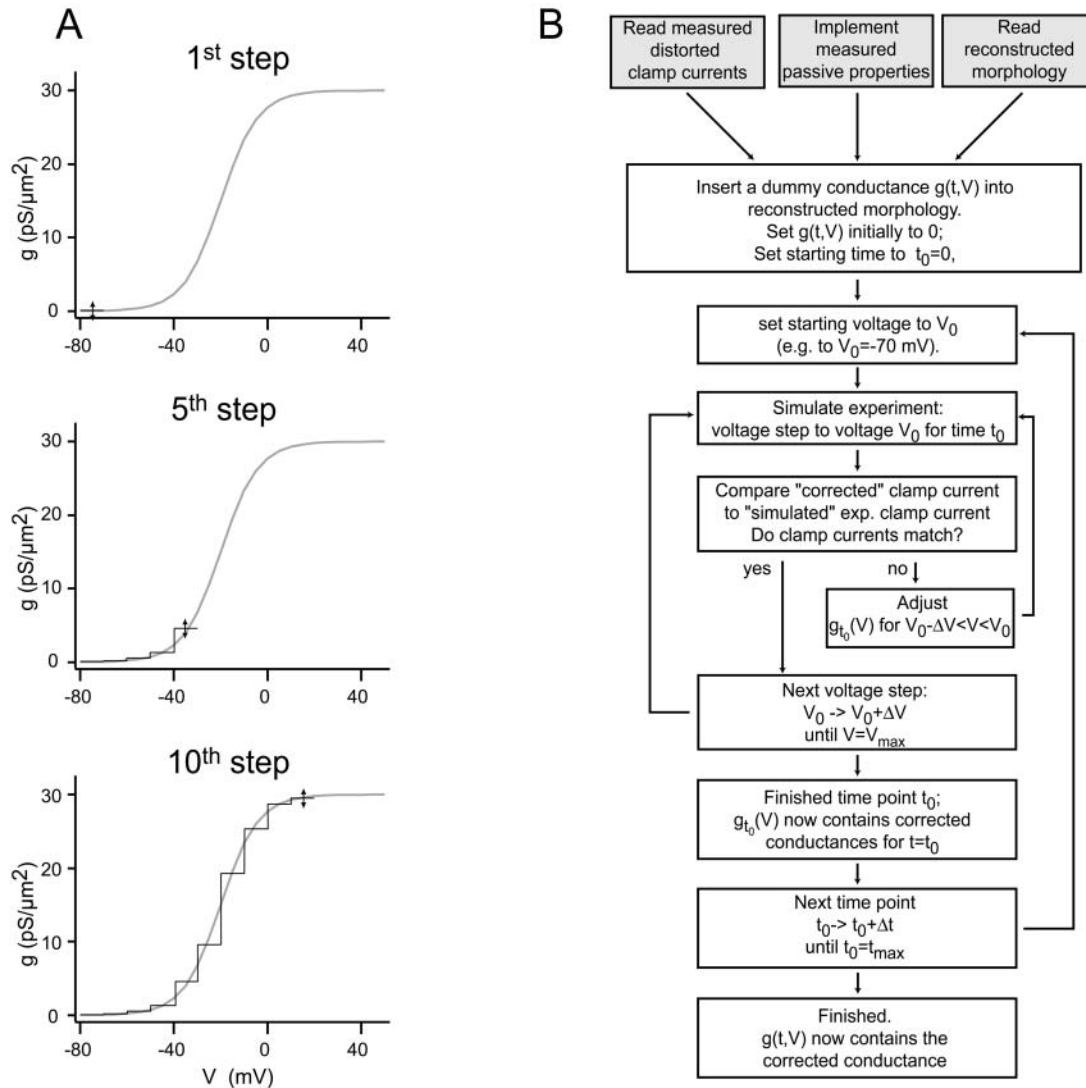 A
1st step
g (pS/µm2)
30
20
10
0
-80
-40
0
40
5th step
g (pS/µm2)
30
20
10
0
-80
-40
0
40
10th step
g (pS/µm2)
30
20
10
0
-80
-40
0
40
V (mV)
B
Read measured
distorted
clamp currents
Implement
measured
passive properties
Read
reconstructed
morphology
Insert a dummy conductance g(t,V) into
reconstructed morphology.
Set g(t,V) initially to 0;
Set starting time to t0=0,
set starting voltage to V0
(e.g. to V0=-70 mV).
Simulate experiment:
voltage step to voltage V0 for time t0
Compare "corrected" clamp current
to "simulated" exp. clamp current
Do clamp currents match?
yes
no
Adjust
gt0(V) for V0-ΔV<V<V0
Next voltage step:
V0 -> V0+ΔV
until V=Vmax
Finished time point t0;
gt0(V) now contains corrected
conductances for t=t0
Next time point
t0-> t0+Δt
until t0=tmax
Finished.
g(t,V) now contains the
corrected conductance